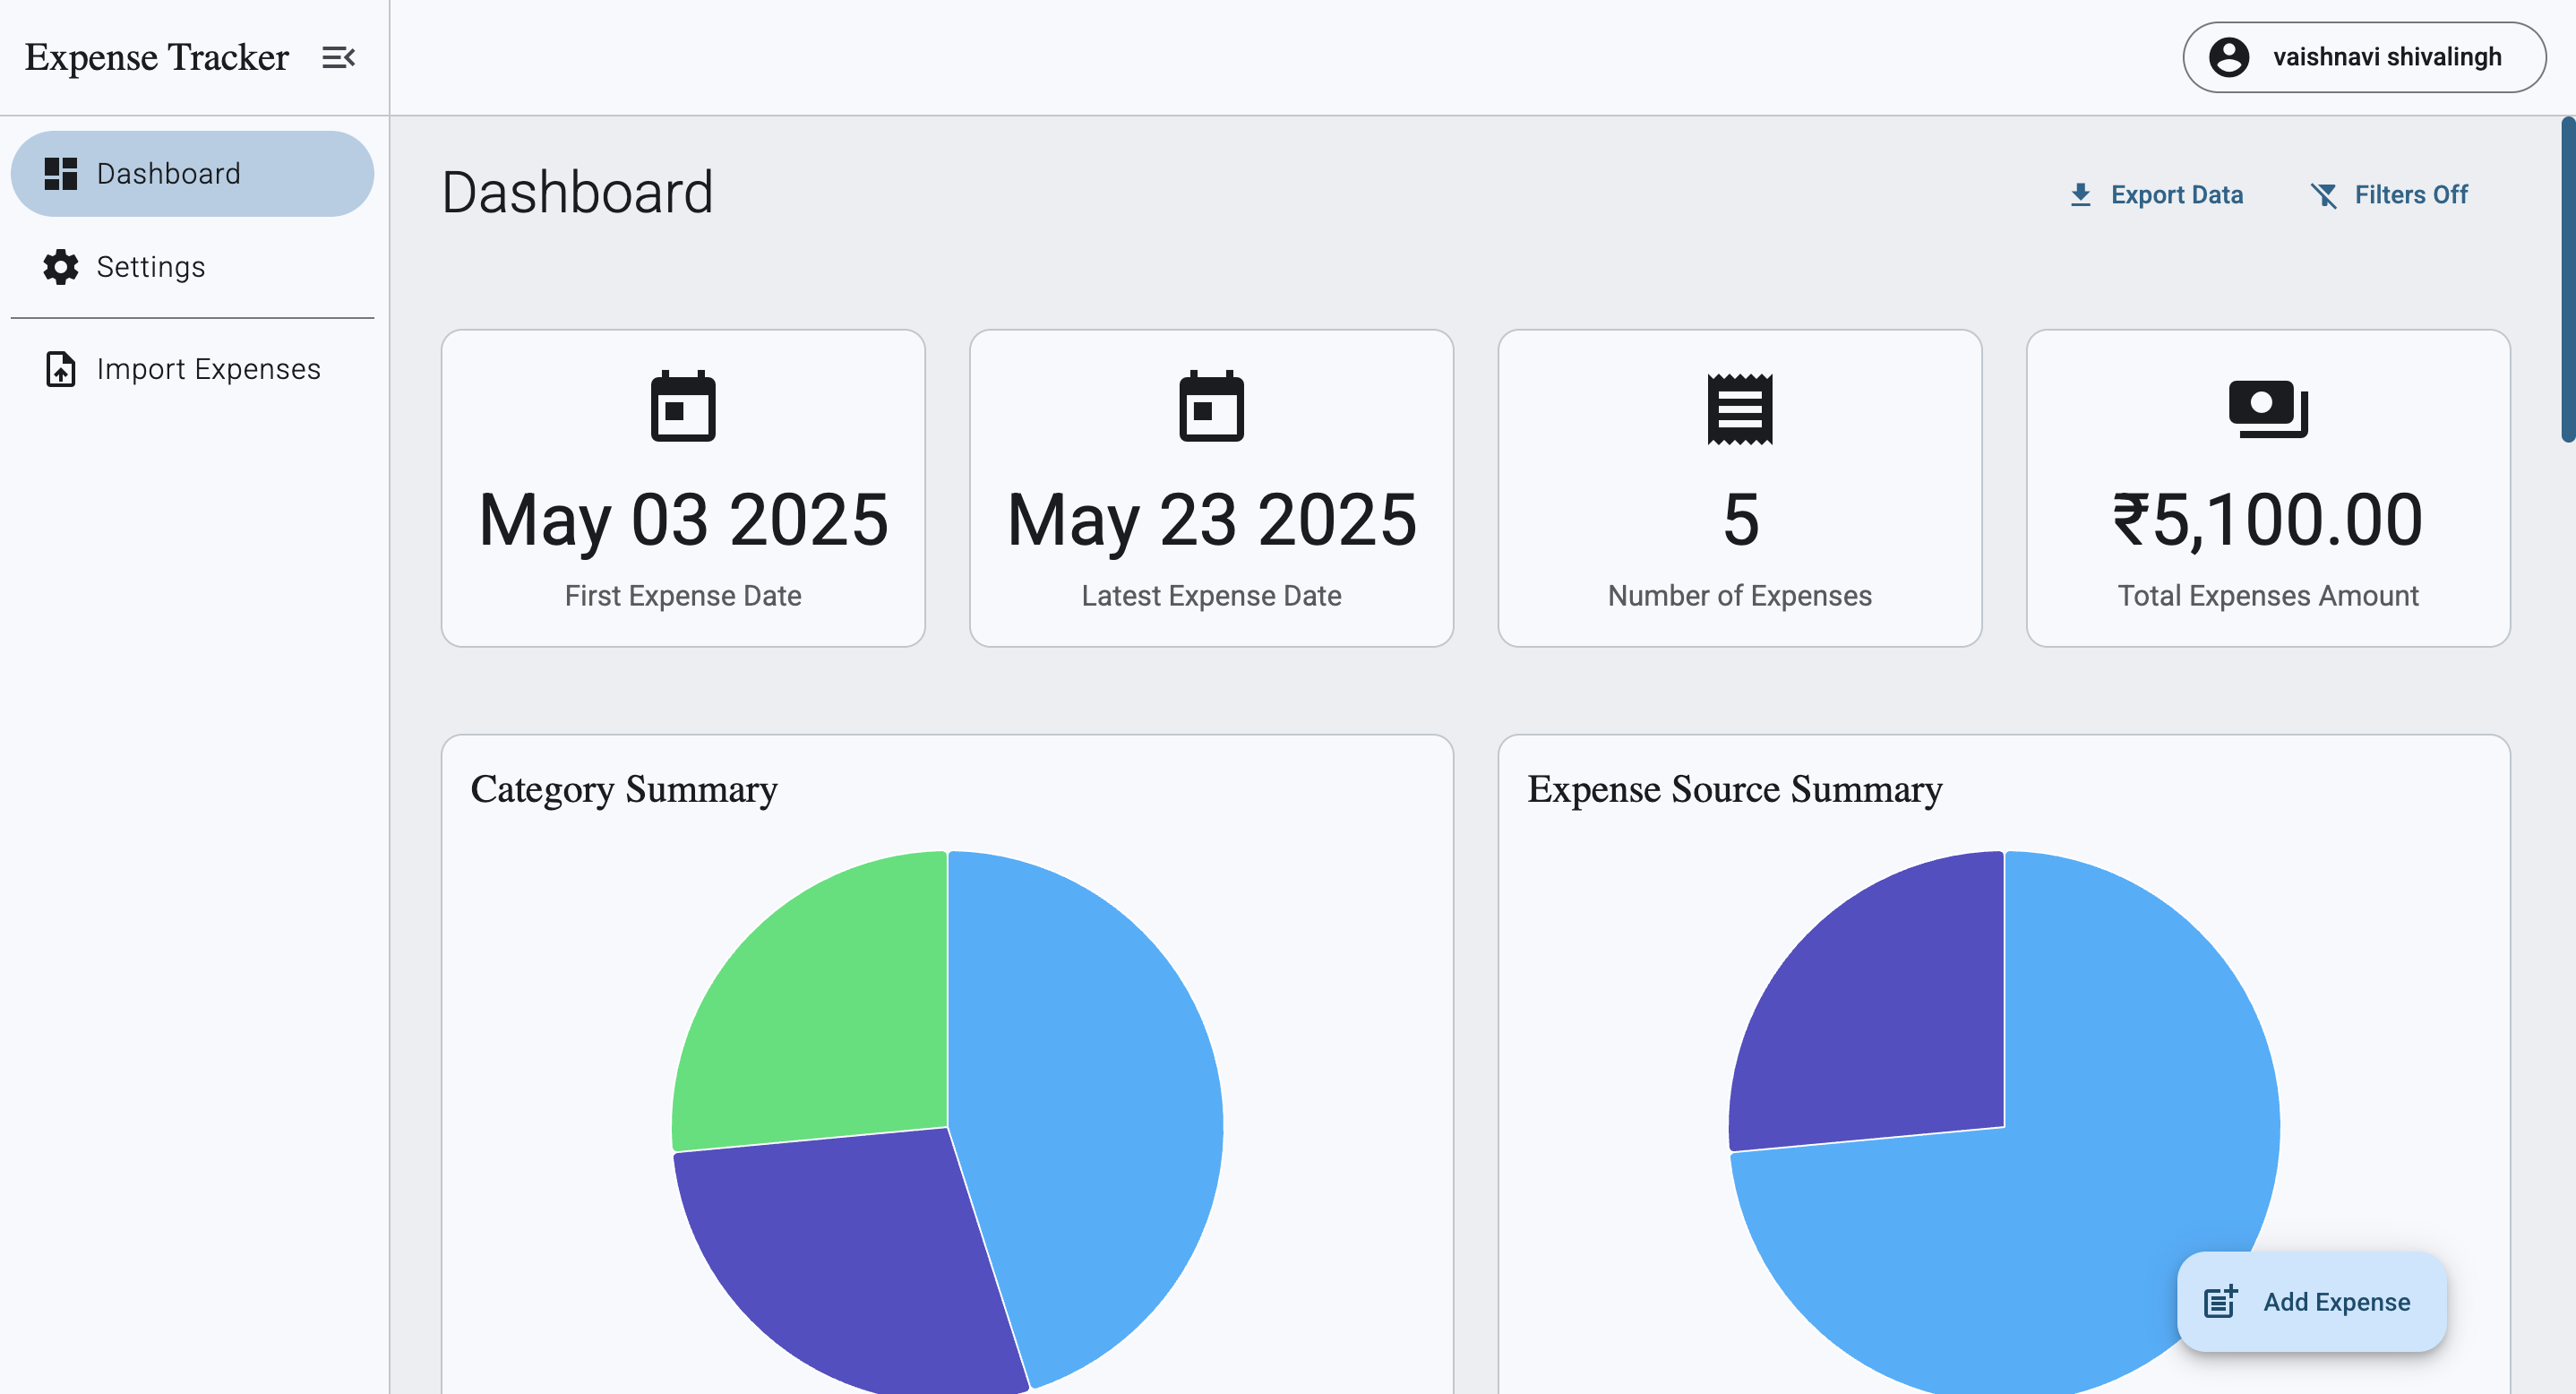 Expense Tracker
vaishnavi shivalingh
Dashboard
Settings
Import Expenses
Dashboard
Export Data
Filters Off
May 03 2025
First Expense Date
May 23 2025
Latest Expense Date
5
Number of Expenses
₹5,100.00
Total Expenses Amount
Category Summary
Expense Source Summary
Add Expense